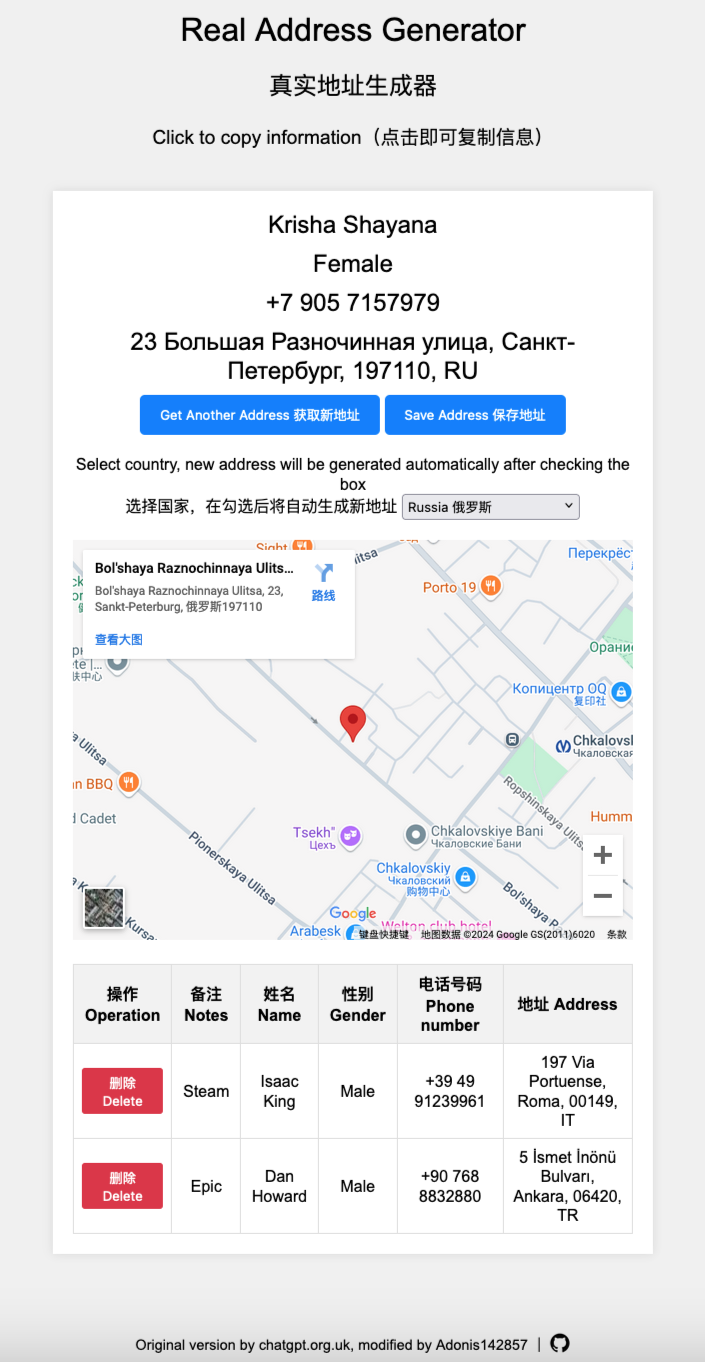 Real Address Generator
真实地址生成器
Click to copy information（点击即可复制信息）
Krisha Shayana
Female
+7 905 7157979
23 Большая Разночинная улица, Санкт-
Петербург, 197110, RU
Get Another Address 获取新地址
Save Address 保存地址
Select country, new address will be generated automatically after checking the
box
选择国家，在勾选后将自动生成新地址 Russia 俄罗斯
Bol'shaya Raznochinnaya Ulits...
Bol'shaya Raznochinnaya Ulitsa, 23,
Sankt-Peterburg, 俄罗斯197110
路线
查看大图
Sight
itsa
Перекрёст
Porto 19
Орани
Копицентр OQ
复印社
Chkalovsk
Чкаловская
a Ulitsa
n BBQ
d Cadet
Ropshinskaya Ulits
Humm
Tsekh"
Цехъ
Chkalovskiye Bani
Чкаловские Бани
Pionerskaya Ulitsa
Chkalovskiy
Чкаловский
购物中心
Bol'shaya R
Kursa
Google
Welton club hotel
Arabesk
键盘快捷键 地图数据 ©2024 Google GS(2011)6020 条款
操作
Operation
备注
Notes
姓名
Name
性别
Gender
电话号码
Phone
number
地址 Address
删除
Delete
Steam
Isaac
King
Male
+39 49
91239961
197 Via
Portuense,
Roma, 00149,
IT
删除
Delete
Epic
Dan
Howard
Male
+90 768
8832880
5 İsmet İnönü
Bulvarı,
Ankara, 06420,
TR
Original version by chatgpt.org.uk, modified by Adonis142857 |